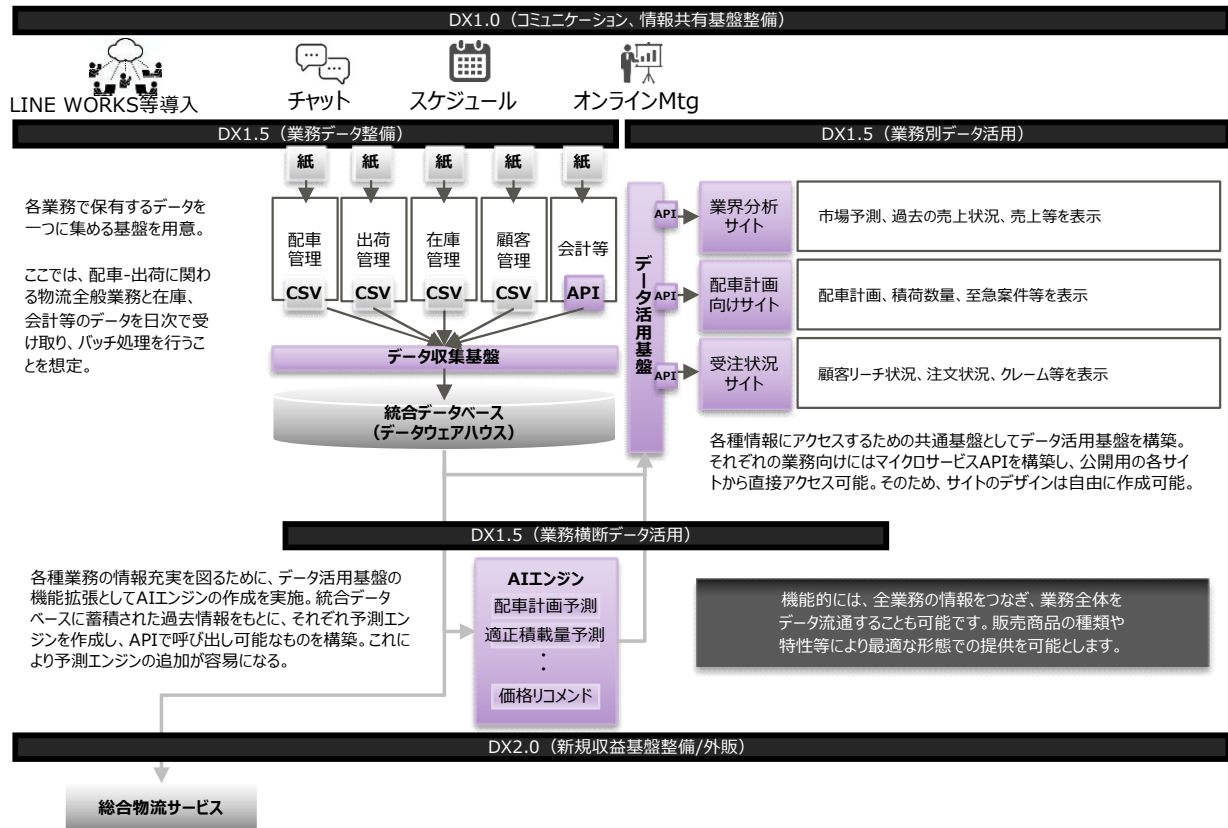 DX1.0（コミュニケーション、情報共有基盤整備）
LINE WORKS等導入
チャット
スケジュール
オンラインMtg
DX1.5（業務データ整備）
各業務で保有するデータを
一つに集める基盤を用意。
ここでは、配車-出荷に関わ
る物流全般業務と在庫、
会計等のデータを日次で受
け取り、バッチ処理を行うこ
とを想定。
紙
紙
紙
紙
紙
配車
管理
出荷
管理
在庫
管理
顧客
管理
会計等
CSV
CSV
CSV
CSV
API
データ収集基盤
統合データベース
（データウェアハウス）
DX1.5（業務別データ活用）
データ活用基盤
API
業界分析
サイト
市場予測、過去の売上状況、売上等を表示
API
配車計画
向けサイト
配車計画、積荷数量、至急案件等を表示
API
受注状況
サイト
顧客リーチ状況、注文状況、クレーム等を表示
各種情報にアクセスするための共通基盤としてデータ活用基盤を構築。
それぞれの業務向けにはマイクロサービスAPIを構築し、公開用の各サイ
トから直接アクセス可能。そのため、サイトのデザインは自由に作成可能。
DX1.5（業務横断データ活用）
各種業務の情報充実を図るために、データ活用基盤の
機能拡張としてAIエンジンの作成を実施。統合データ
ベースに蓄積された過去情報をもとに、それぞれ予測エン
ジンを作成し、APIで呼び出し可能なものを構築。これに
より予測エンジンの追加が容易になる。
AIエンジン
配車計画予測
適正積載量予測
・
・
価格リコメンド
機能的には、全業務の情報をつなぎ、業務全体を
データ流通することも可能です。販売商品の種類や
特性等により最適な形態での提供を可能とします。
DX2.0（新規収益基盤整備/外販）
総合物流サービス